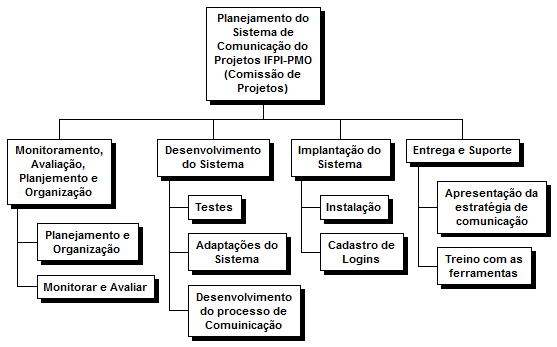 Planejamento do
Sistema de
Comunicação do
Projetos IFPI-PMO
(Comissão de
Projetos)
Monitoramento,
Avaliação,
Planjemento e
Organização
Planejamento e
Organização
Monitorar e Avaliar
Desenvolvimento
do Sistema
Testes
Adaptações do
Sistema
Desenvolvimento
do processo de
Comuinicação
Implantação do
Sistema
Instalação
Cadastro de
Logins
Entrega e Suporte
Apresentação da
estratégia de
comunicação
Treino com as
ferramentas